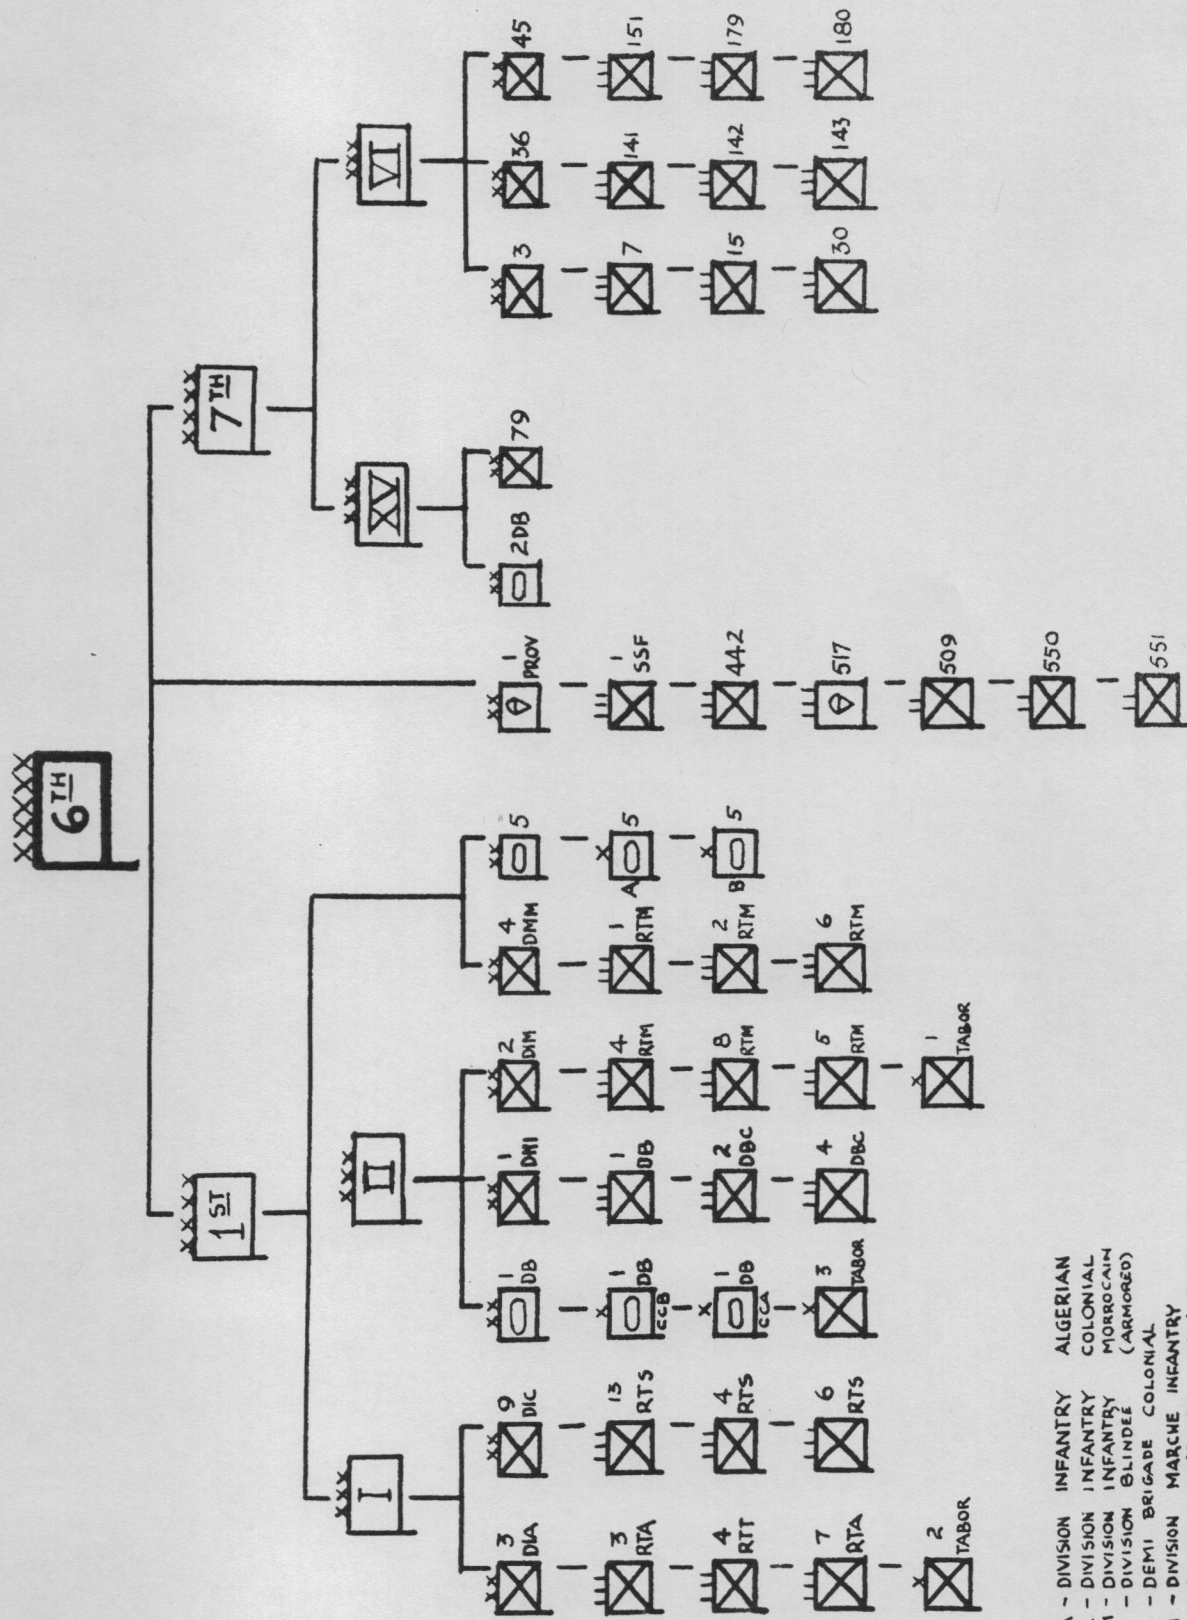 6TH
1ST
7TH
I
II
XV
VI
3 DIA
9 DIC
1 DB
1 DMI
2 DIM
4 DMM
5
1 PROV
2DB
79
3
36
45
3 RTA
13 RTS
1 DB
CCB
1 DB
4 RTM
1 RTM
A
5
1 SSF
7
141
151
4 RTT
4 RTS
1 DB
CCA
2 DBC
8 RTM
2 RTM
B
5
442
15
142
179
7 RTA
6 RTS
3 TABOR
4 DBC
5 RTM
6 RTM
517
30
143
180
2 TABOR
1 TABOR
509
550
551
- DIVISION INFANTRY ALGERIAN
- DIVISION INFANTRY COLONIAL
- DIVISION INFANTRY MORROCAIN
- DIVISION BLINDEE (ARMORED)
- DEMI BRIGADE COLONIAL
- DIVISION MARCHE INFANTRY